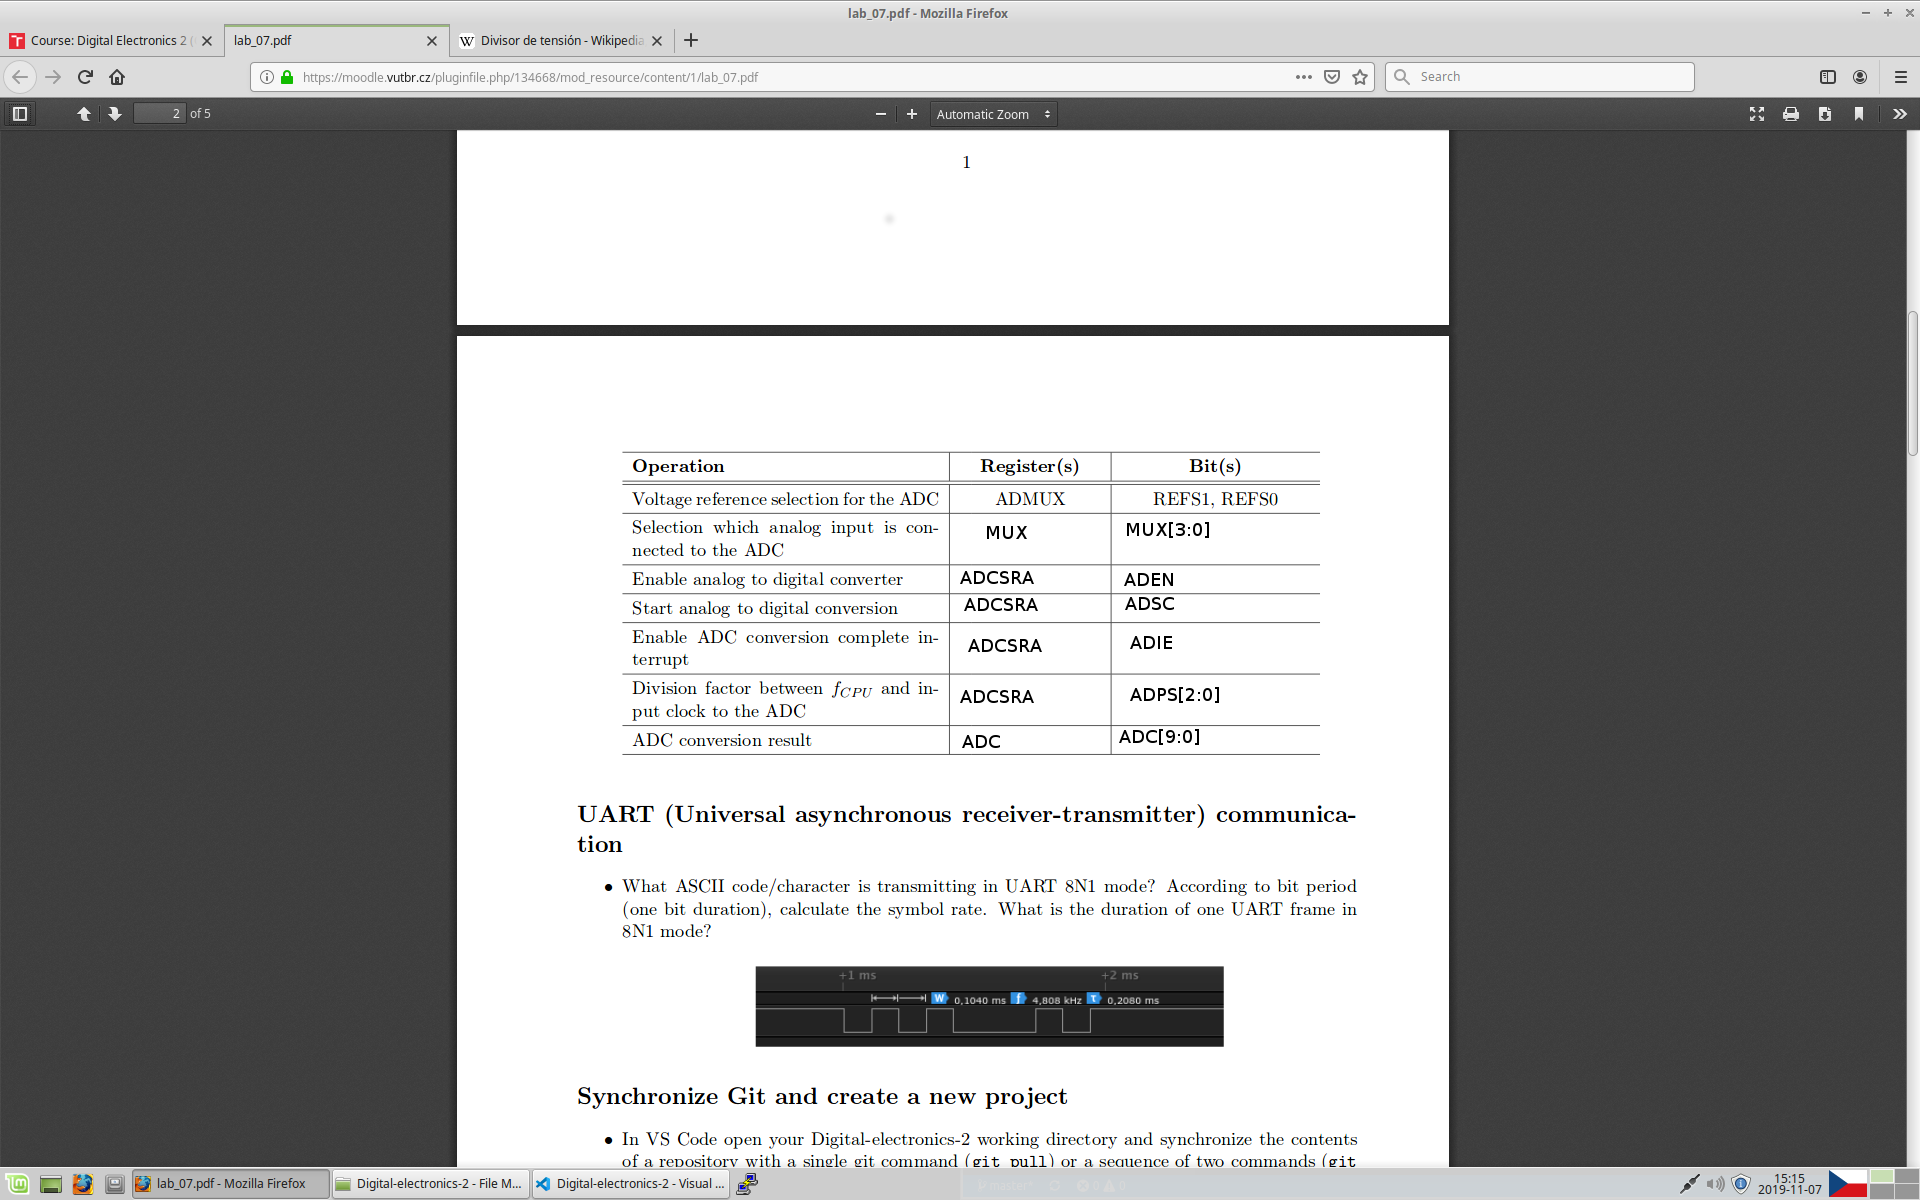 lab_07.pdf - Mozilla Firefox
Course: Digital Electronics 2 (
lab_07.pdf
Divisor de tensión - Wikipedia
https://moodle.vutbr.cz/pluginfile.php/134668/mod_resource/content/1/lab_07.pdf
Search
2 of 5
Automatic Zoom
1
Operation Register(s) Bit(s)
Voltage reference selection for the ADC ADMUX REFS1, REFS0
Selection which analog input is con- MUX MUX[3:0]
nected to the ADC
Enable analog to digital converter ADCSRA ADEN
Start analog to digital conversion ADCSRA ADSC
Enable ADC conversion complete in- ADCSRA ADIE
terrupt
Division factor between fCPU and in- ADCSRA ADPS[2:0]
put clock to the ADC
ADC conversion result ADC ADC[9:0]
UART (Universal asynchronous receiver-transmitter) communica-
tion
• What ASCII code/character is transmitting in UART 8N1 mode? According to bit period
(one bit duration), calculate the symbol rate. What is the duration of one UART frame in
8N1 mode?
+1 ms +2 ms
W 0,1040 ms f 4,808 kHz τ 0,2080 ms
Synchronize Git and create a new project
• In VS Code open your Digital-electronics-2 working directory and synchronize the contents
of a repository with a single git command (git pull) or a sequence of two commands (git
lab_07.pdf - Mozilla Firefox
Digital-electronics-2 - File M...
Digital-electronics-2 - Visual ...
15:15
2019-11-07